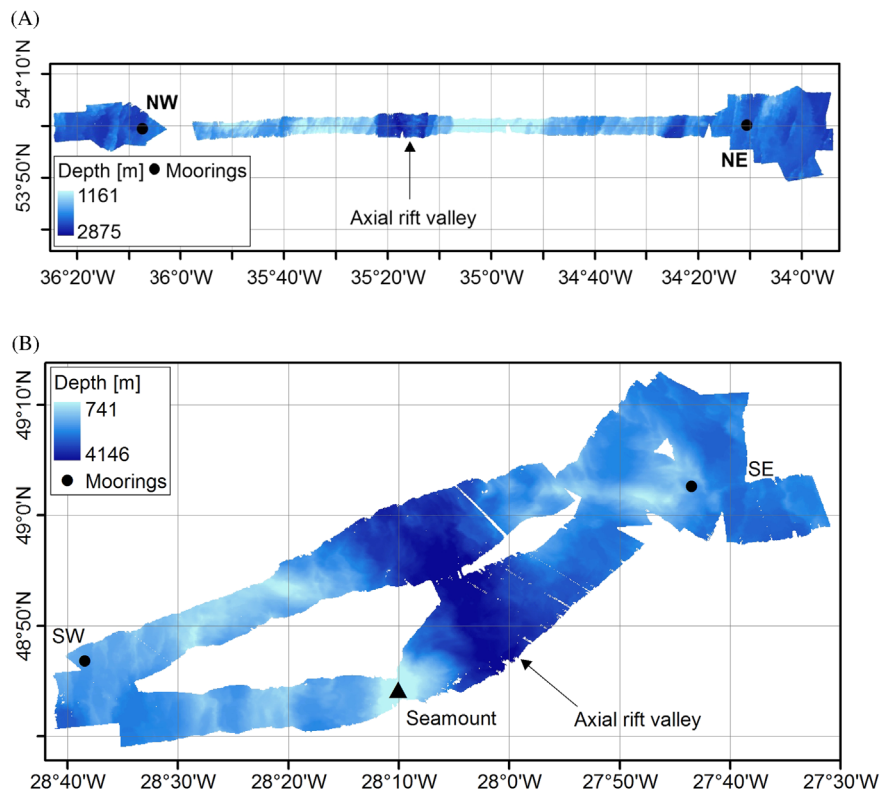 (A)
54°10'N
53°50'N
NW
NE
Depth [m]
Moorings
1161
2875
Axial rift valley
36°20'W 36°0'W 35°40'W 35°20'W 35°0'W 34°40'W 34°20'W 34°0'W
(B)
49°10'N
49°0'N
48°50'N
Depth [m]
741
4146
Moorings
SE
SW
Seamount
Axial rift valley
28°40'W 28°30'W 28°20'W 28°10'W 28°0'W 27°50'W 27°40'W 27°30'W